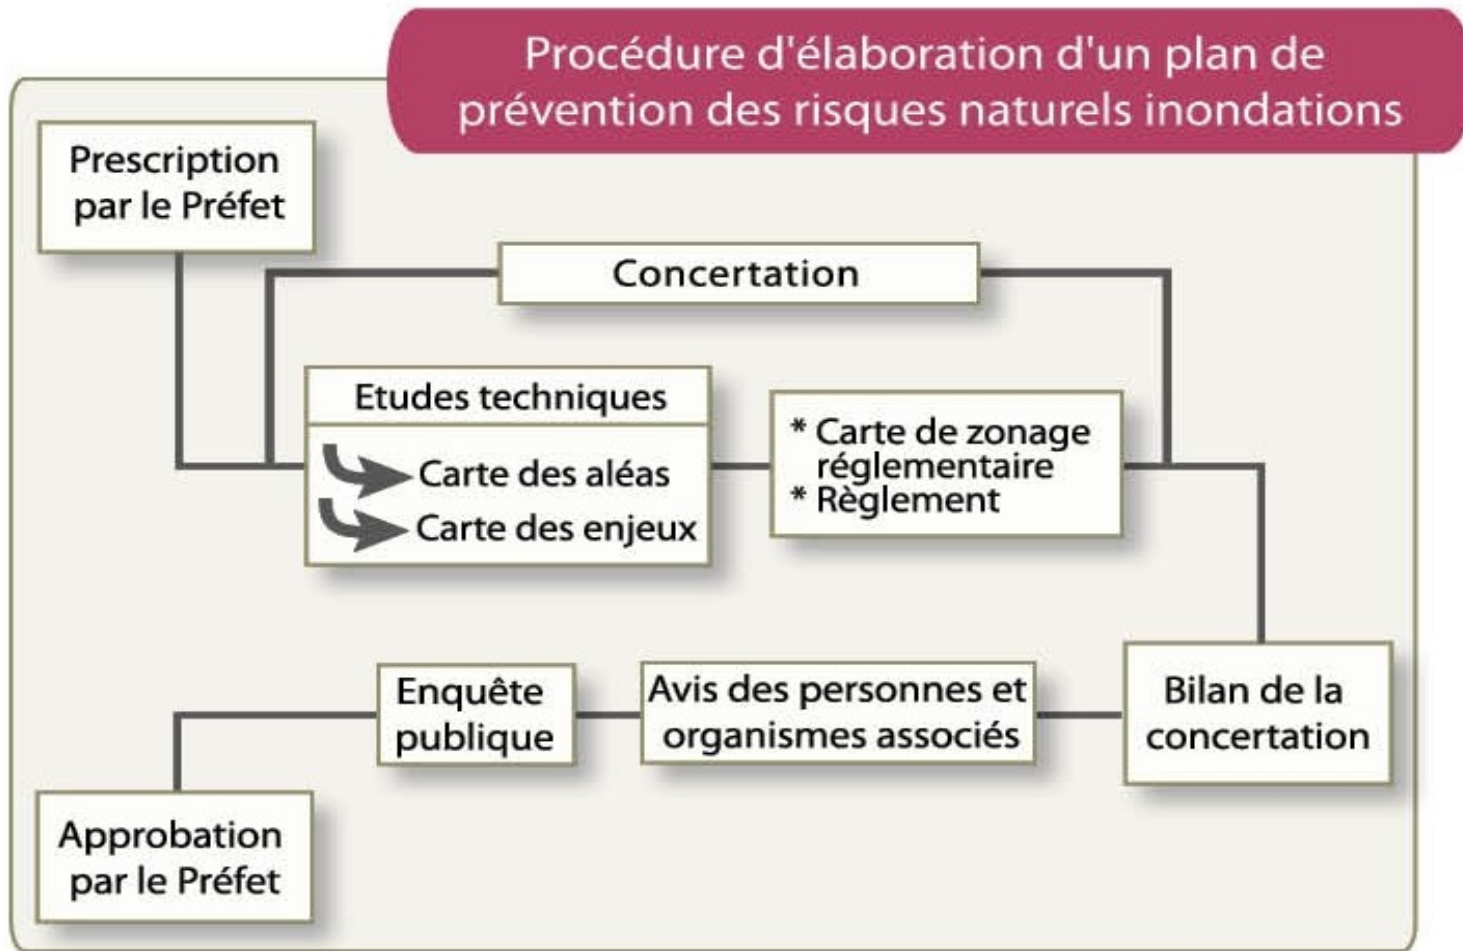 Procédure d'élaboration d'un plan de
prévention des risques naturels inondations
Prescription
par le Préfet
Concertation
Etudes techniques
Carte des aléas
Carte des enjeux
* Carte de zonage
réglementaire
* Règlement
Bilan de la
concertation
Avis des personnes et
organismes associés
Enquête
publique
Approbation
par le Préfet